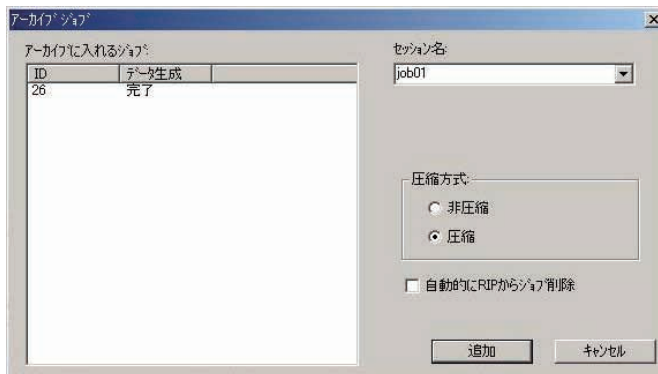 アーカイブ ジョブ
アーカイブに入れるジョブ:
ID データ生成
26 完了
セッション名:
job01
圧縮方式:
非圧縮
圧縮
自動的にRIPからジョブ削除
追加
キャンセル